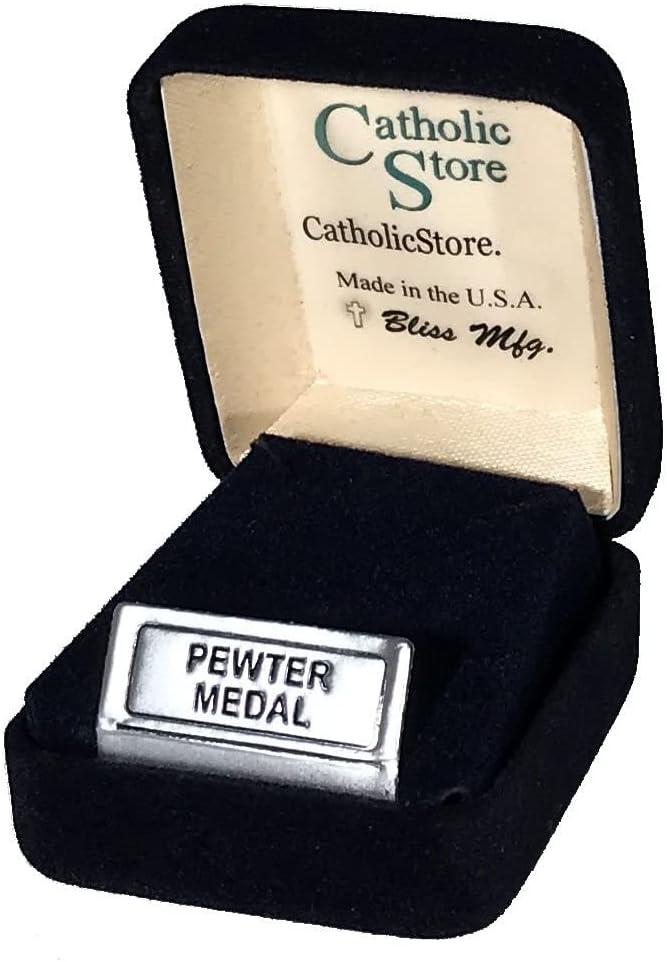 Catholic
Store
CatholicStore.
Made in the U.S.A.
Bliss Mfg.
PEWTER
MEDAL